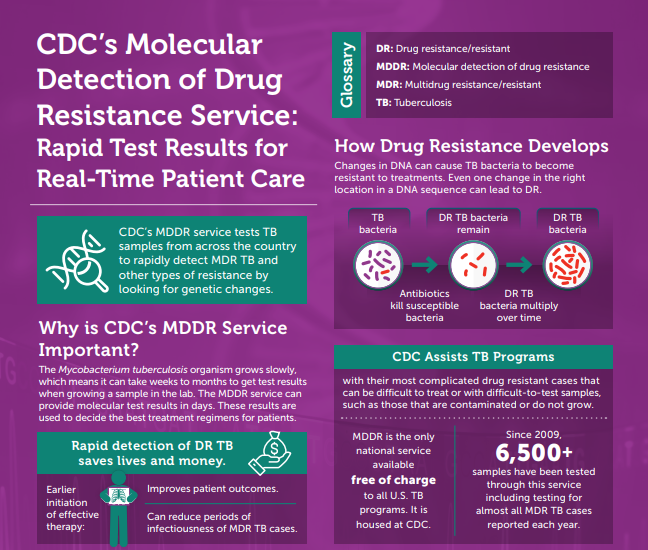 CDC's Molecular
Detection of Drug
Resistance Service:
Rapid Test Results for
Real-Time Patient Care
CDC's MDDR service tests TB
samples from across the country
to rapidly detect MDR TB and
other types of resistance by
looking for genetic changes.
Why is CDC's MDDR Service
Important?
The Mycobacterium tuberculosis organism grows slowly,
which means it can take weeks to months to get test results
when growing a sample in the lab. The MDDR service can
provide molecular test results in days. These results are
used to decide the best treatment regimens for patients.
Rapid detection of DR TB
saves lives and money.
$
Earlier
initiation
of effective
therapy:
Improves patient outcomes.
Can reduce periods of
infectiousness of MDR TB cases.
Glossary
DR: Drug resistance/resistant
MDDR: Molecular detection of drug resistance
MDR: Multidrug resistance/resistant
TB: Tuberculosis
How Drug Resistance Develops
Changes in DNA can cause TB bacteria to become
resistant to treatments. Even one change in the right
location in a DNA sequence can lead to DR.
TB
bacteria
DR TB bacteria
remain
DR TB
bacteria
Antibiotics
kill susceptible
bacteria
DR TB
bacteria multiply
over time
CDC Assists TB Programs
with their most complicated drug resistant cases that
can be difficult to treat or with difficult-to-test samples,
such as those that are contaminated or do not grow.
MDDR is the only
national service
available
free of charge
to all U.S. TB
programs. It is
housed at CDC.
Since 2009,
6,500+
samples have been tested
through this service
including testing for
almost all MDR TB cases
reported each year.